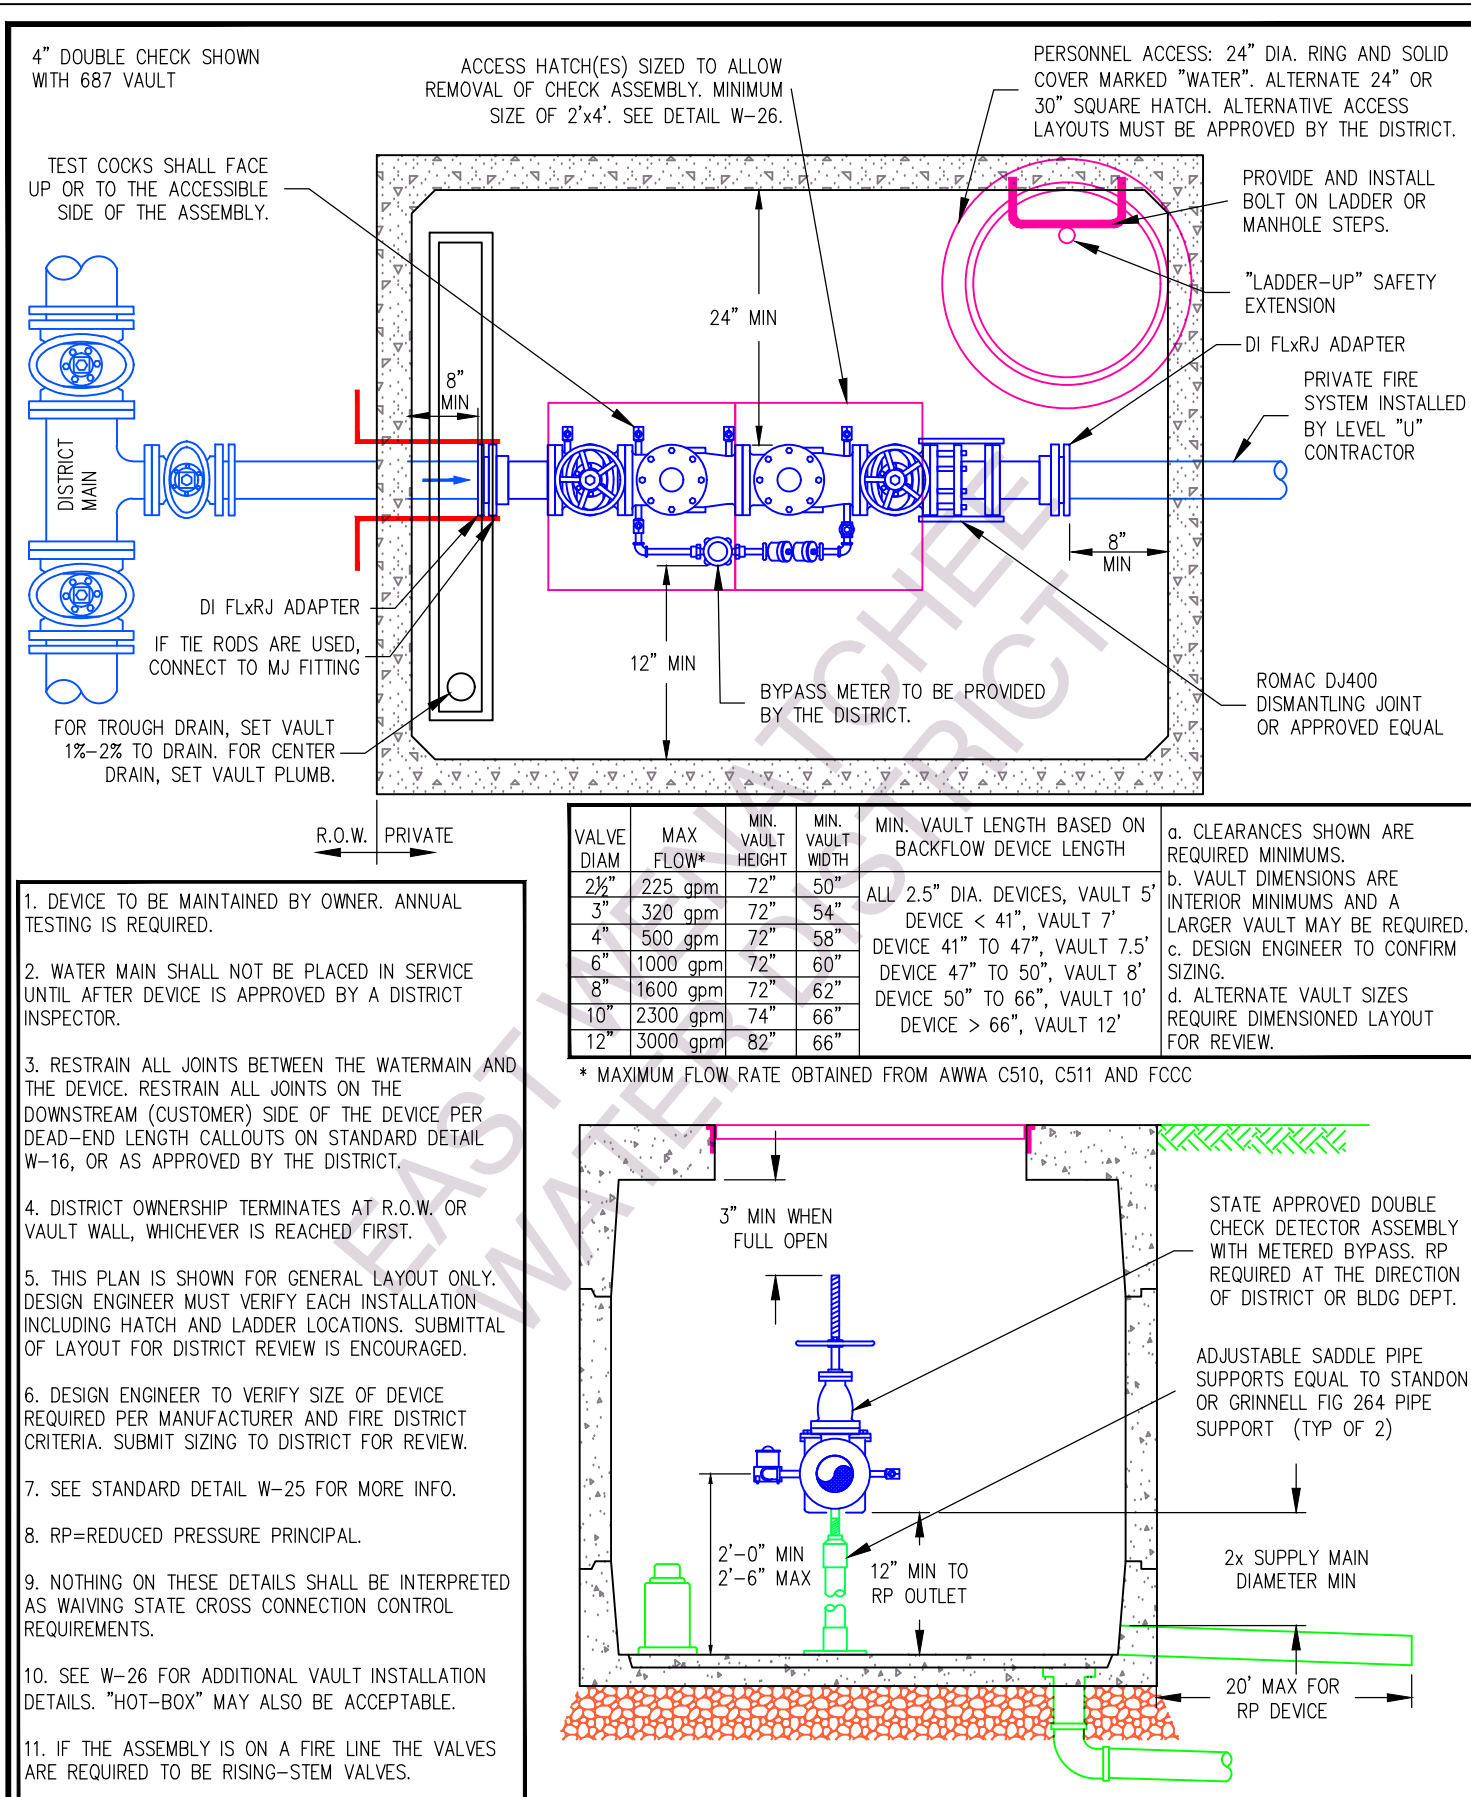 4” DOUBLE CHECK SHOWN
WITH 687 VAULT
ACCESS HATCH(ES) SIZED TO ALLOW
REMOVAL OF CHECK ASSEMBLY. MINIMUM
SIZE OF 2'x4'. SEE DETAIL W-26.
PERSONNEL ACCESS: 24” DIA. RING AND SOLID
COVER MARKED ”WATER”. ALTERNATE 24” OR
30” SQUARE HATCH. ALTERNATIVE ACCESS
LAYOUTS MUST BE APPROVED BY THE DISTRICT.
TEST COCKS SHALL FACE
UP OR TO THE ACCESSIBLE
SIDE OF THE ASSEMBLY.
PROVIDE AND INSTALL
BOLT ON LADDER OR
MANHOLE STEPS.
”LADDER-UP” SAFETY
EXTENSION
24” MIN
DI FLxRJ ADAPTER
8”
MIN
PRIVATE FIRE
SYSTEM INSTALLED
BY LEVEL ”U”
CONTRACTOR
DISTRICT
MAIN
8”
MIN
DI FLxRJ ADAPTER
IF TIE RODS ARE USED,
CONNECT TO MJ FITTING
12” MIN
BYPASS METER TO BE PROVIDED
BY THE DISTRICT.
ROMAC DJ400
DISMANTLING JOINT
OR APPROVED EQUAL
FOR TROUGH DRAIN, SET VAULT
1%-2% TO DRAIN. FOR CENTER
DRAIN, SET VAULT PLUMB.
R.O.W. PRIVATE
EAST WENATCHEE
WATER DISTRICT
VALVE DIAM MAX FLOW* MIN. VAULT HEIGHT MIN. VAULT WIDTH MIN. VAULT LENGTH BASED ON BACKFLOW DEVICE LENGTH
2½” 225 gpm 72” 50”
3” 320 gpm 72” 54”
4” 500 gpm 72” 58”
6” 1000 gpm 72” 60”
8” 1600 gpm 72” 62”
10” 2300 gpm 74” 66”
12” 3000 gpm 82” 66”
ALL 2.5” DIA. DEVICES, VAULT 5'
DEVICE < 41”, VAULT 7'
DEVICE 41” TO 47”, VAULT 7.5'
DEVICE 47” TO 50”, VAULT 8'
DEVICE 50” TO 66”, VAULT 10'
DEVICE > 66”, VAULT 12'
a. CLEARANCES SHOWN ARE
REQUIRED MINIMUMS.
b. VAULT DIMENSIONS ARE
INTERIOR MINIMUMS AND A
LARGER VAULT MAY BE REQUIRED.
c. DESIGN ENGINEER TO CONFIRM
SIZING.
d. ALTERNATE VAULT SIZES
REQUIRE DIMENSIONED LAYOUT
FOR REVIEW.
* MAXIMUM FLOW RATE OBTAINED FROM AWWA C510, C511 AND FCCC
1. DEVICE TO BE MAINTAINED BY OWNER. ANNUAL
TESTING IS REQUIRED.
2. WATER MAIN SHALL NOT BE PLACED IN SERVICE
UNTIL AFTER DEVICE IS APPROVED BY A DISTRICT
INSPECTOR.
3. RESTRAIN ALL JOINTS BETWEEN THE WATERMAIN AND
THE DEVICE. RESTRAIN ALL JOINTS ON THE
DOWNSTREAM (CUSTOMER) SIDE OF THE DEVICE PER
DEAD-END LENGTH CALLOUTS ON STANDARD DETAIL
W-16, OR AS APPROVED BY THE DISTRICT.
4. DISTRICT OWNERSHIP TERMINATES AT R.O.W. OR
VAULT WALL, WHICHEVER IS REACHED FIRST.
5. THIS PLAN IS SHOWN FOR GENERAL LAYOUT ONLY.
DESIGN ENGINEER MUST VERIFY EACH INSTALLATION
INCLUDING HATCH AND LADDER LOCATIONS. SUBMITTAL
OF LAYOUT FOR DISTRICT REVIEW IS ENCOURAGED.
6. DESIGN ENGINEER TO VERIFY SIZE OF DEVICE
REQUIRED PER MANUFACTURER AND FIRE DISTRICT
CRITERIA. SUBMIT SIZING TO DISTRICT FOR REVIEW.
7. SEE STANDARD DETAIL W-25 FOR MORE INFO.
8. RP=REDUCED PRESSURE PRINCIPAL.
9. NOTHING ON THESE DETAILS SHALL BE INTERPRETED
AS WAIVING STATE CROSS CONNECTION CONTROL
REQUIREMENTS.
10. SEE W-26 FOR ADDITIONAL VAULT INSTALLATION
DETAILS. ”HOT-BOX” MAY ALSO BE ACCEPTABLE.
11. IF THE ASSEMBLY IS ON A FIRE LINE THE VALVES
ARE REQUIRED TO BE RISING-STEM VALVES.
3” MIN WHEN
FULL OPEN
STATE APPROVED DOUBLE
CHECK DETECTOR ASSEMBLY
WITH METERED BYPASS. RP
REQUIRED AT THE DIRECTION
OF DISTRICT OR BLDG DEPT.
ADJUSTABLE SADDLE PIPE
SUPPORTS EQUAL TO STANDON
OR GRINNELL FIG 264 PIPE
SUPPORT (TYP OF 2)
2'-0” MIN
2'-6” MAX
12” MIN TO
RP OUTLET
2x SUPPLY MAIN
DIAMETER MIN
20' MAX FOR
RP DEVICE